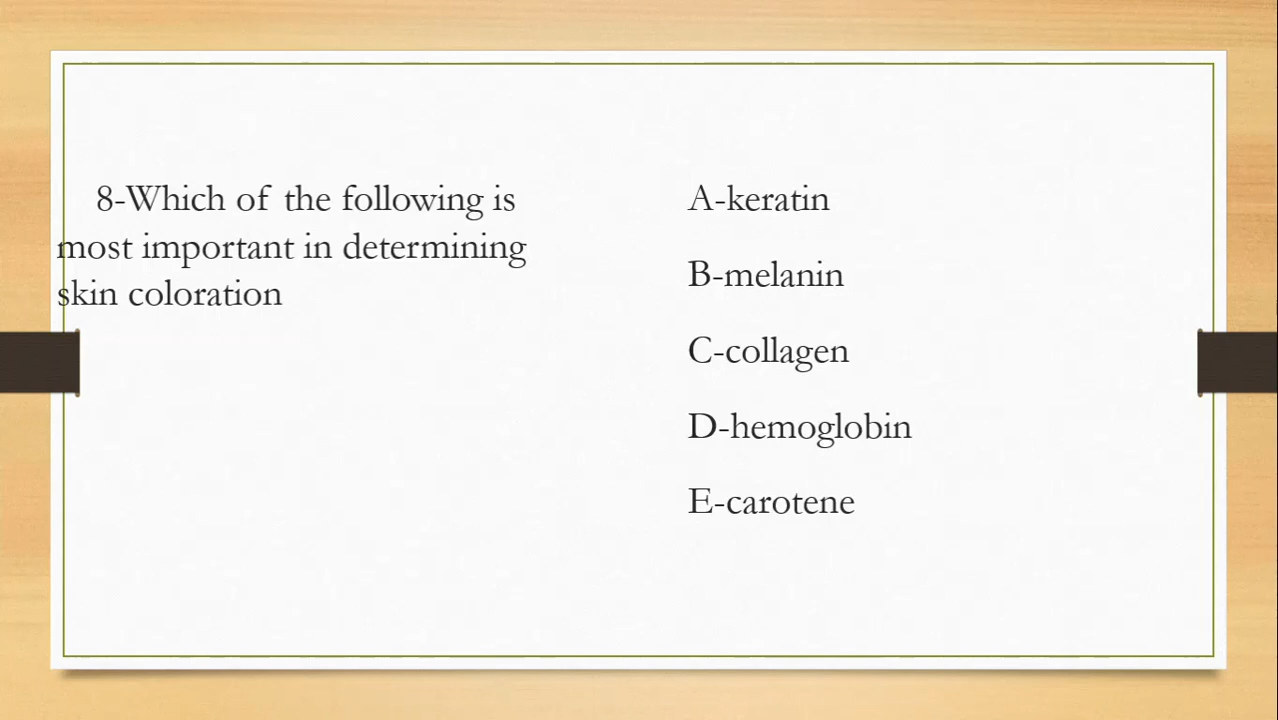 8-Which of the following is
most important in determining
skin coloration
A-keratin
B-melanin
C-collagen
D-hemoglobin
E-carotene